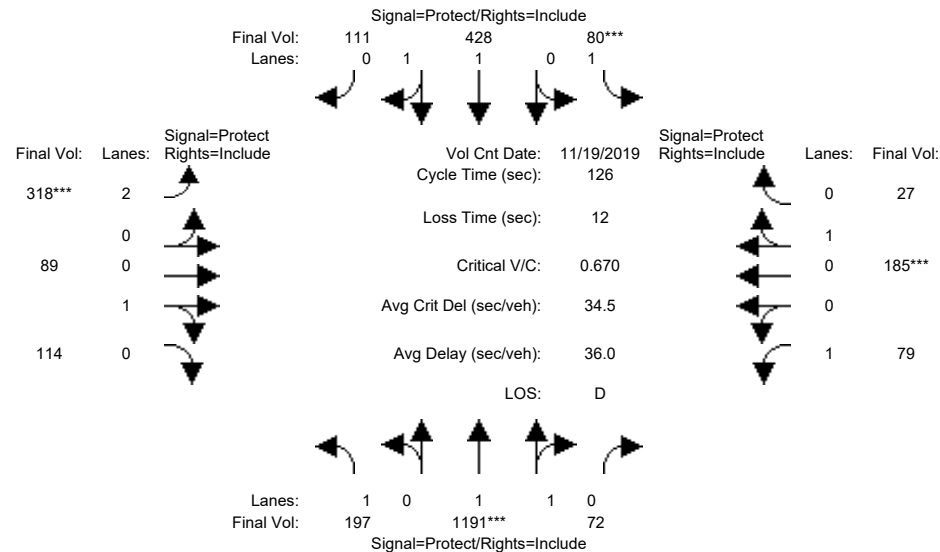 Signal=Protect/Rights=Include
Final Vol: 111 428 80***
Lanes: 0 1 1 0 1
Signal=Protect
Final Vol: Lanes: Rights=Include
Vol Cnt Date: 11/19/2019
Signal=Protect
Rights=Include Lanes: Final Vol:
Cycle Time (sec): 126
318*** 2
0 27
Loss Time (sec): 12
0
1
89 0
Critical V/C: 0.670
0 185***
1
Avg Crit Del (sec/veh): 34.5
0
114 0
Avg Delay (sec/veh): 36.0
1 79
LOS: D
Lanes: 1 0 1 1 0
Final Vol: 197 1191*** 72
Signal=Protect/Rights=Include